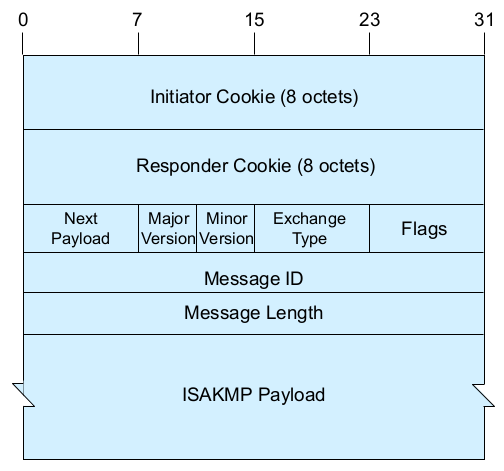 0 7 15 23 31
Initiator Cookie (8 octets)
Responder Cookie (8 octets)
Next
Payload
Major
Version
Minor
Version
Exchange
Type
Flags
Message ID
Message Length
ISAKMP Payload